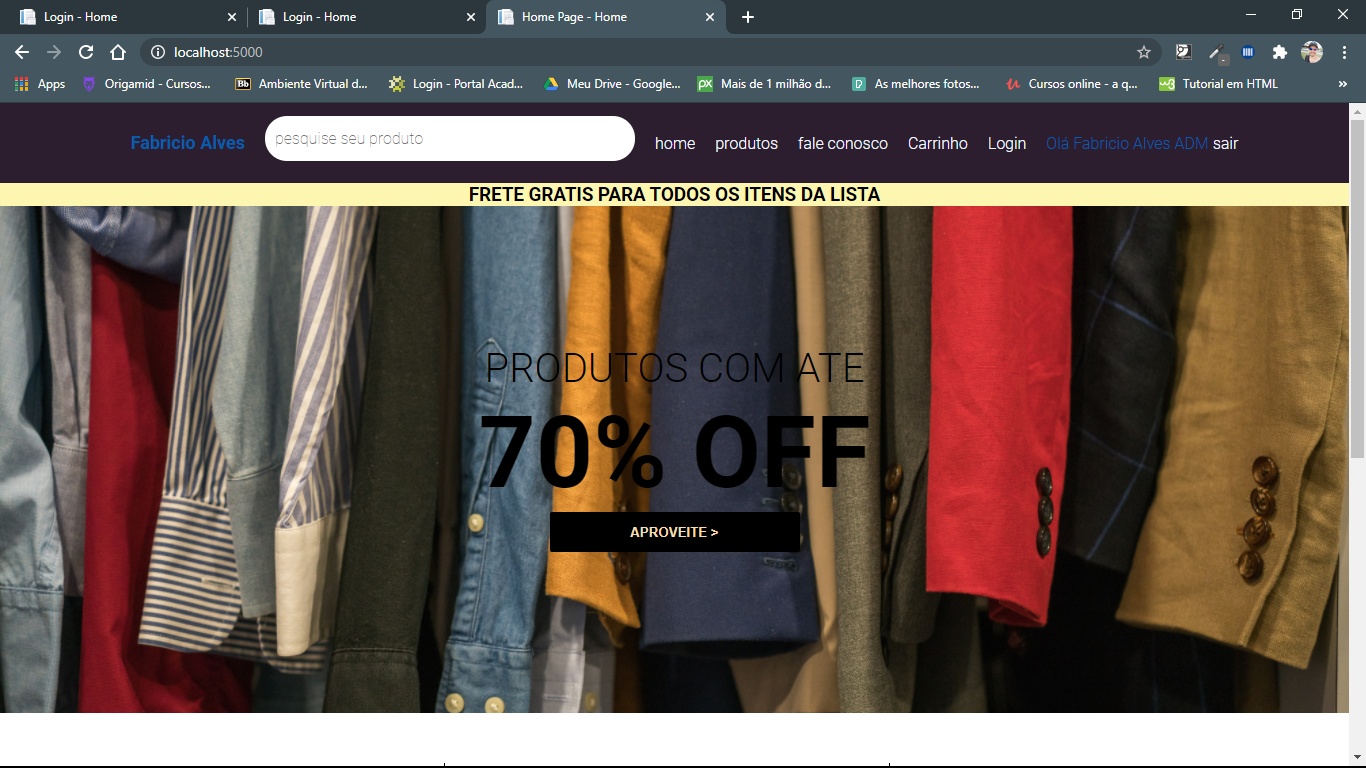 Login - Home
Login - Home
Home Page - Home
localhost:5000
Apps
Origamid - Cursos...
Bb
Ambiente Virtual d...
Login - Portal Acad...
Meu Drive - Google...
px
Mais de 1 milhão d...
As melhores fotos...
Cursos online - a q...
w3
Tutorial em HTML
»
Fabricio Alves
pesquise seu produto
home
produtos
fale conosco
Carrinho
Login
Olá Fabricio Alves ADM sair
FRETE GRATIS PARA TODOS OS ITENS DA LISTA
PRODUTOS COM ATE
70% OFF
APROVEITE >